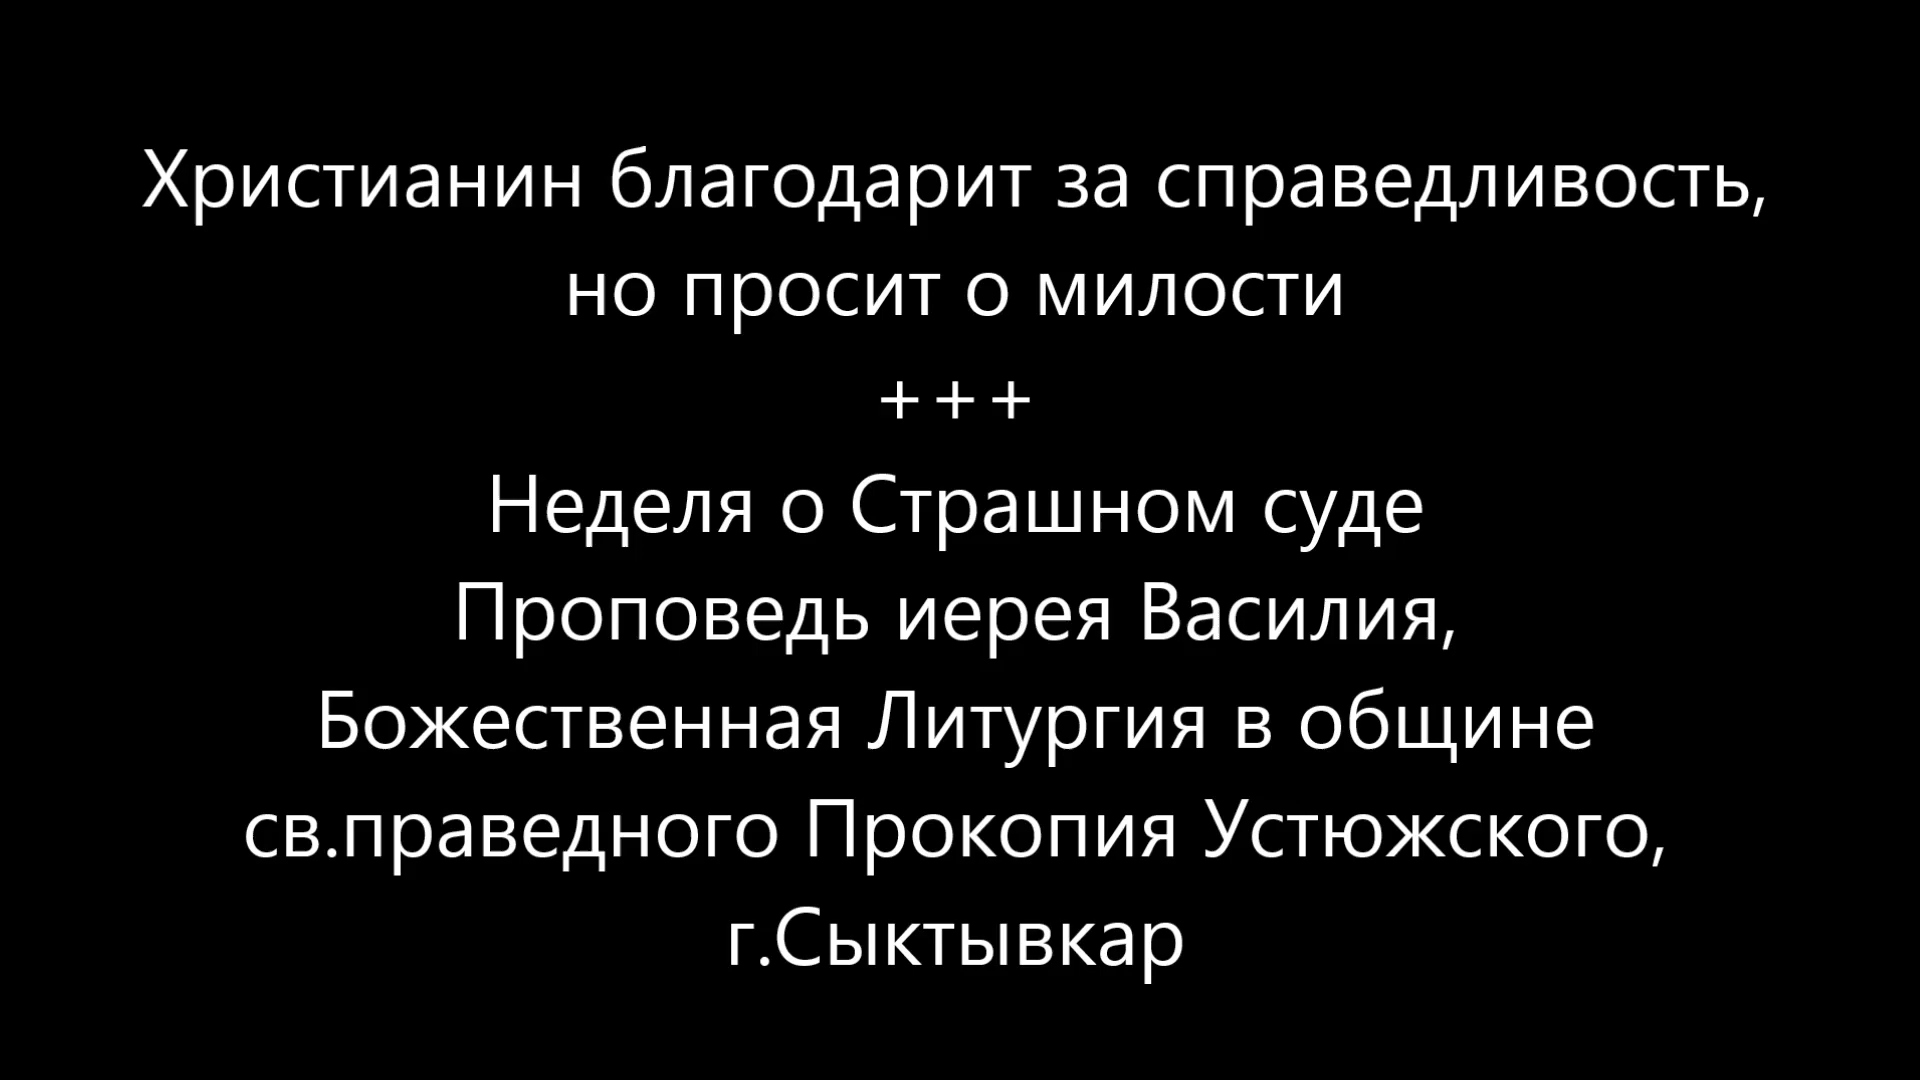 Христианин благодарит за справедливость,
но просит о милости
+++
Неделя о Страшном суде
Проповедь иерея Василия,
Божественная Литургия в общине
св.праведного Прокопия Устюжского,
г.Сыктывкар